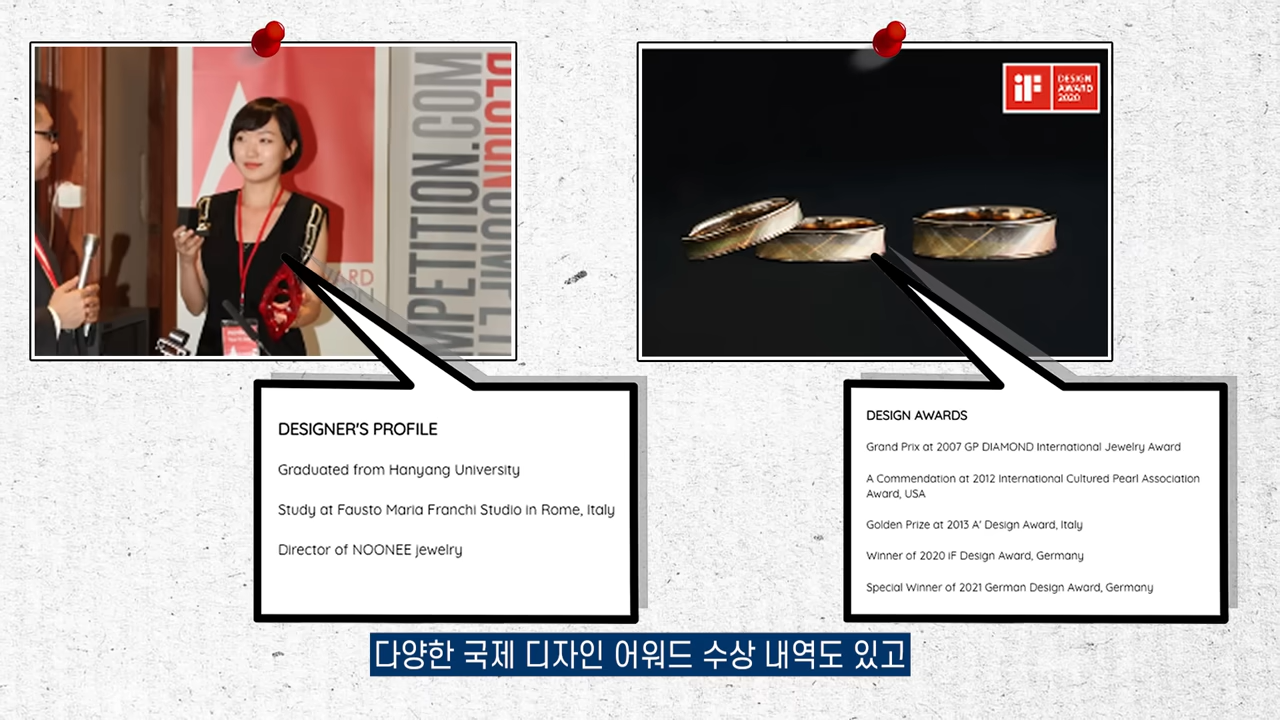 MPETITION.COM
DESIGN
iF
DESIGN
AWARD
2020
DESIGNER'S PROFILE
Graduated from Hanyang University
Study at Fausto Maria Franchi Studio in Rome, Italy
Director of NOONEE jewelry
DESIGN AWARDS
Grand Prix at 2007 GP DIAMOND International Jewelry Award
A Commendation at 2012 International Cultured Pearl Association
Award, USA
Golden Prize at 2013 A' Design Award, Italy
Winner of 2020 iF Design Award, Germany
Special Winner of 2021 German Design Award, Germany
다양한 국제 디자인 어워드 수상 내역도 있고